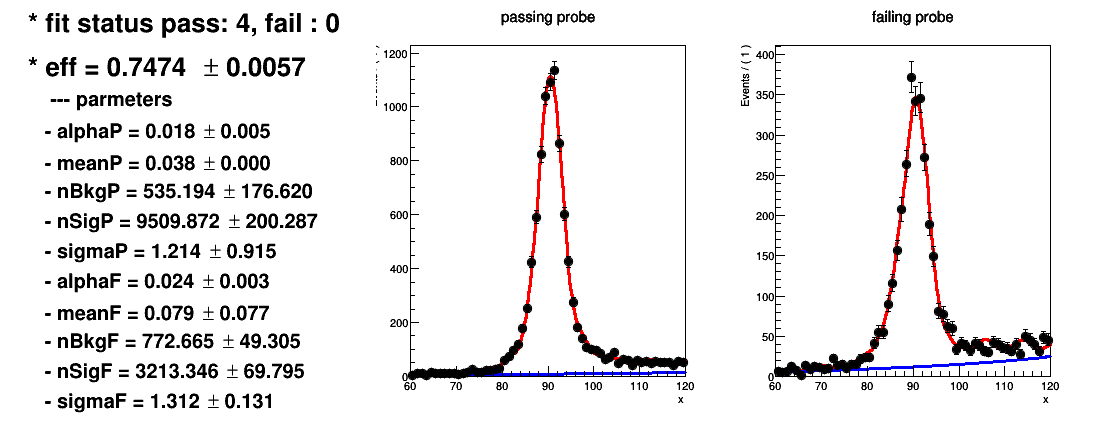 * fit status pass: 4, fail : 0
* eff = 0.7474 ± 0.0057
--- parmeters
- alphaP = 0.018 ± 0.005
- meanP = 0.038 ± 0.000
- nBkgP = 535.194 ± 176.620
- nSigP = 9509.872 ± 200.287
- sigmaP = 1.214 ± 0.915
- alphaF = 0.024 ± 0.003
- meanF = 0.079 ± 0.077
- nBkgF = 772.665 ± 49.305
- nSigF = 3213.346 ± 69.795
- sigmaF = 1.312 ± 0.131
passing probe
1200
1000
800
600
400
200
0
60 70 80 90 100 110 120
x
failing probe
Events / ( 1 )
400
350
300
250
200
150
100
50
0
60 70 80 90 100 110 120
x